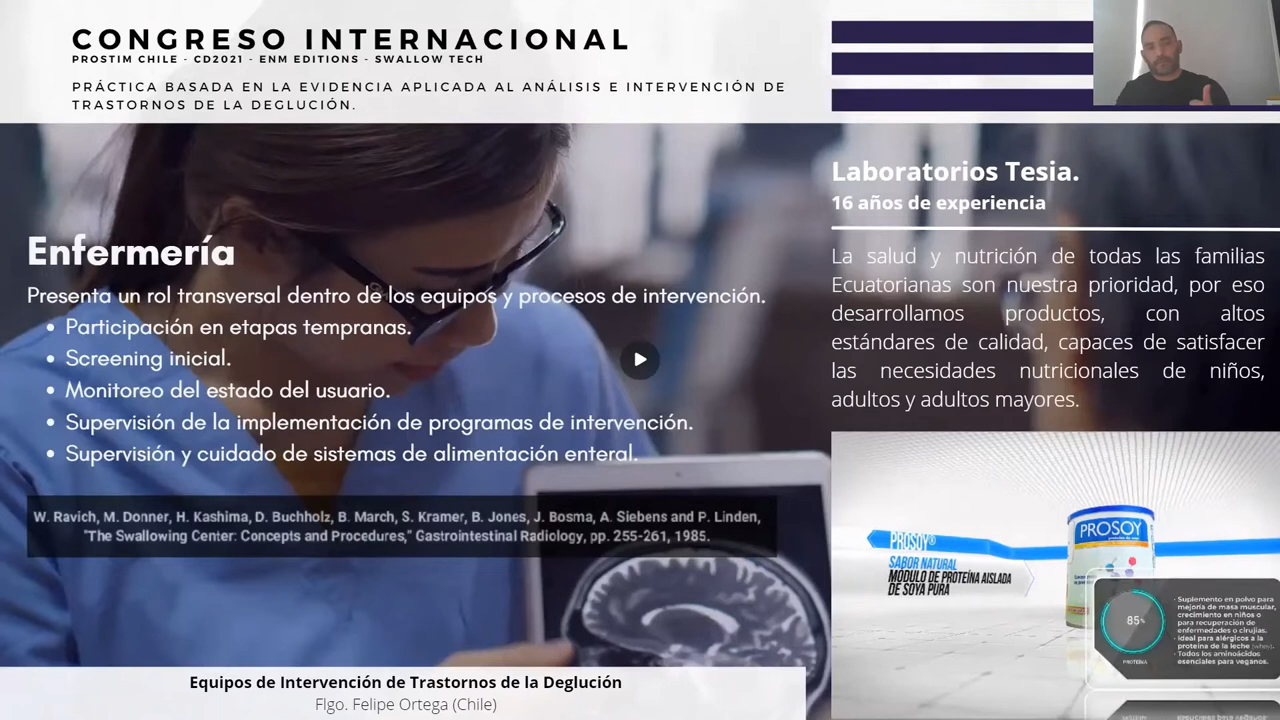 CONGRESO INTERNACIONAL
PROSTIM CHILE - CD2021 - ENM EDITIONS - SWALLOW TECH
PRÁCTICA BASADA EN LA EVIDENCIA APLICADA AL ANÁLISIS E INTERVENCIÓN DE
TRASTORNOS DE LA DEGLUCIÓN.
Enfermería
Presenta un rol transversal dentro de los equipos y procesos de intervención.
• Participación en etapas tempranas.
• Screening inicial.
• Monitoreo del estado del usuario.
• Supervisión de la implementación de programas de intervención.
• Supervisión y cuidado de sistemas de alimentación enteral.
W. Ravich, M. Donner, H. Kashima, D. Buchholz, B. March, S. Kramer, B. Jones, J. Bosma, A. Siebens and P. Linden,
"The Swallowing Center: Concepts and Procedures," Gastrointestinal Radiology, pp. 255-261, 1985.
Equipos de Intervención de Trastornos de la Deglución
Flgo. Felipe Ortega (Chile)
Laboratorios Tesia.
16 años de experiencia
La salud y nutrición de todas las familias
Ecuatorianas son nuestra prioridad, por eso
desarrollamos productos, con altos
estándares de calidad, capaces de satisfacer
las necesidades nutricionales de niños,
adultos y adultos mayores.
PROSOY®
SABOR NATURAL
MODULO DE PROTEÍNA AISLADA
DE SOYA PURA
PROSOY
85%
PROTEINA
• Suplemento en polvo para
mejoría de masa muscular,
crecimiento en niños o
para recuperación de
enfermedades o cirugías.
• Ideal para alérgicos a la
proteína de la leche (whey).
• Todos los aminoácidos
esenciales para veganos.